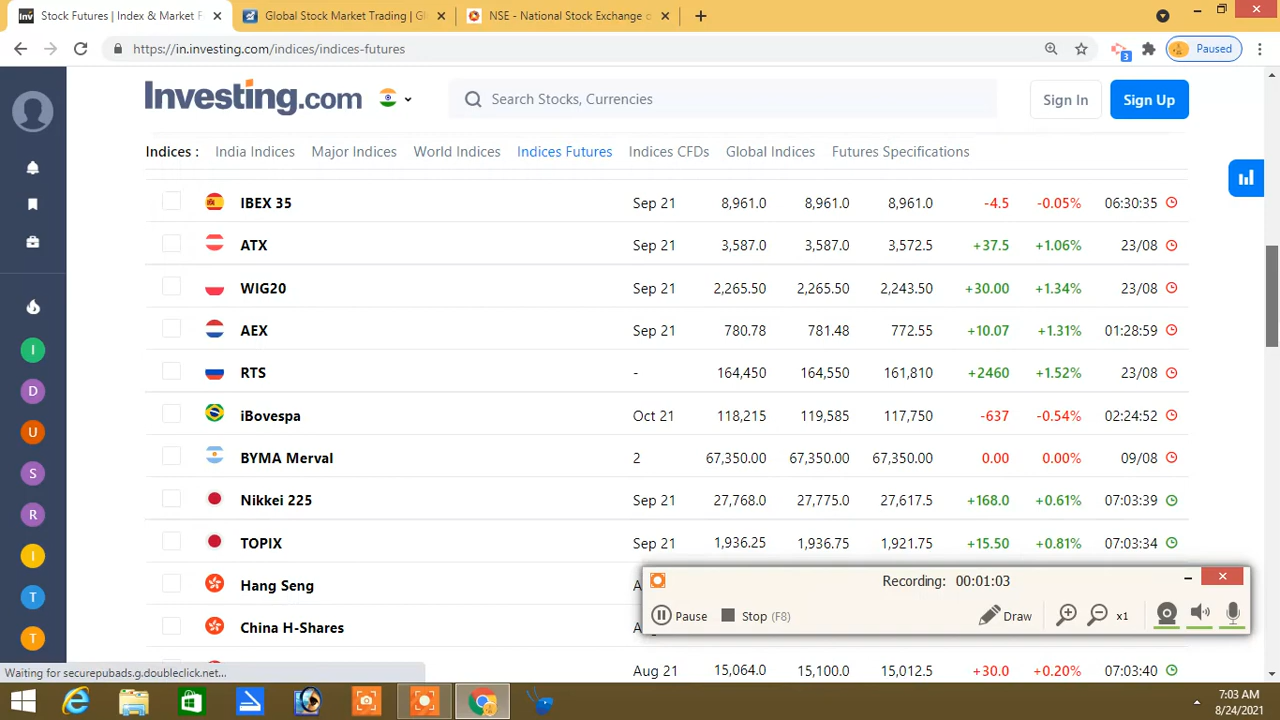 Stock Futures | Index & Market F
Global Stock Market Trading | G
NSE - National Stock Exchange o
https://in.investing.com/indices/indices-futures
3
Paused
Investing.com
Search Stocks, Currencies
Sign In
Sign Up
Indices : India Indices Major Indices World Indices Indices Futures Indices CFDs Global Indices Futures Specifications
IBEX 35 Sep 21 8,961.0 8,961.0 8,961.0 -4.5 -0.05% 06:30:35
ATX Sep 21 3,587.0 3,587.0 3,572.5 +37.5 +1.06% 23/08
WIG20 Sep 21 2,265.50 2,265.50 2,243.50 +30.00 +1.34% 23/08
AEX Sep 21 780.78 781.48 772.55 +10.07 +1.31% 01:28:59
I
RTS - 164,450 164,550 161,810 +2460 +1.52% 23/08
D
iBovespa Oct 21 118,215 119,585 117,750 -637 -0.54% 02:24:52
U
BYMA Merval 2 67,350.00 67,350.00 67,350.00 0.00 0.00% 09/08
S
Nikkei 225 Sep 21 27,768.0 27,775.0 27,617.5 +168.0 +0.61% 07:03:39
R
TOPIX Sep 21 1,936.25 1,936.75 1,921.75 +15.50 +0.81% 07:03:34
I
Hang Seng A
T
China H-Shares
T
Aug 21 15,064.0 15,100.0 15,012.5 +30.0 +0.20% 07:03:40
Recording: 00:01:03
Pause Stop (F8) Draw x1
Waiting for securepubads.g.doubleclick.net...
7:03 AM
8/24/2021